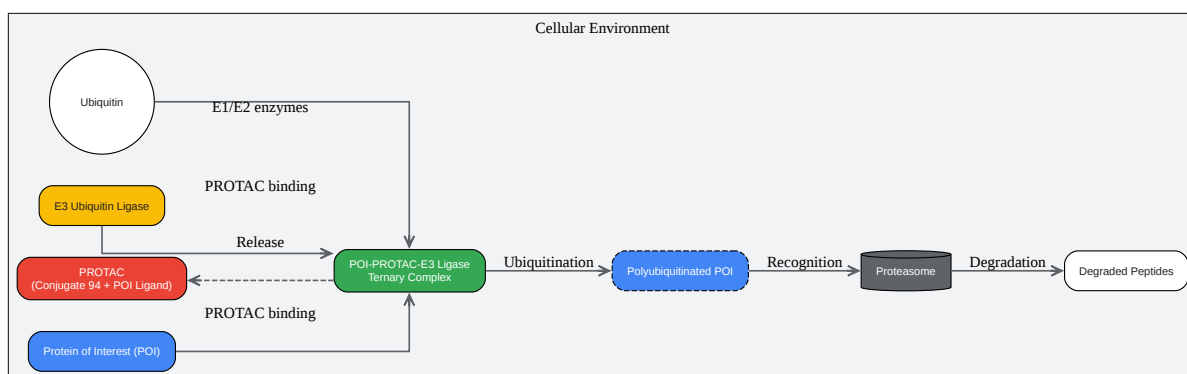 Cellular Environment
Ubiquitin
E1/E2 enzymes
PROTAC binding
E3 Ubiquitin Ligase
Release
POI-PROTAC-E3 Ligase
Ternary Complex
Ubiquitination
Polyubiquitinated POI
Recognition
Proteasome
Degradation
Degraded Peptides
PROTAC
(Conjugate 94 + POI Ligand)
PROTAC binding
Protein of Interest (POI)